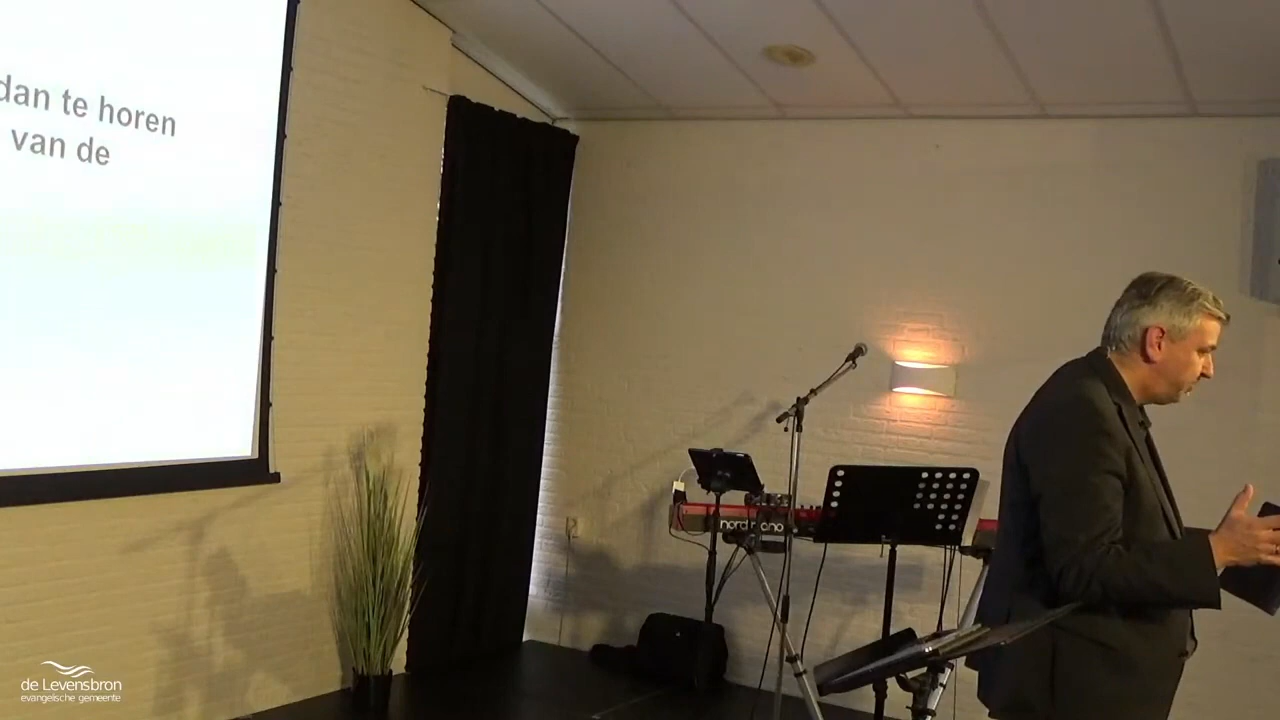 dan te horen
van de
nord piano
de Levensbron
evangelische gemeente